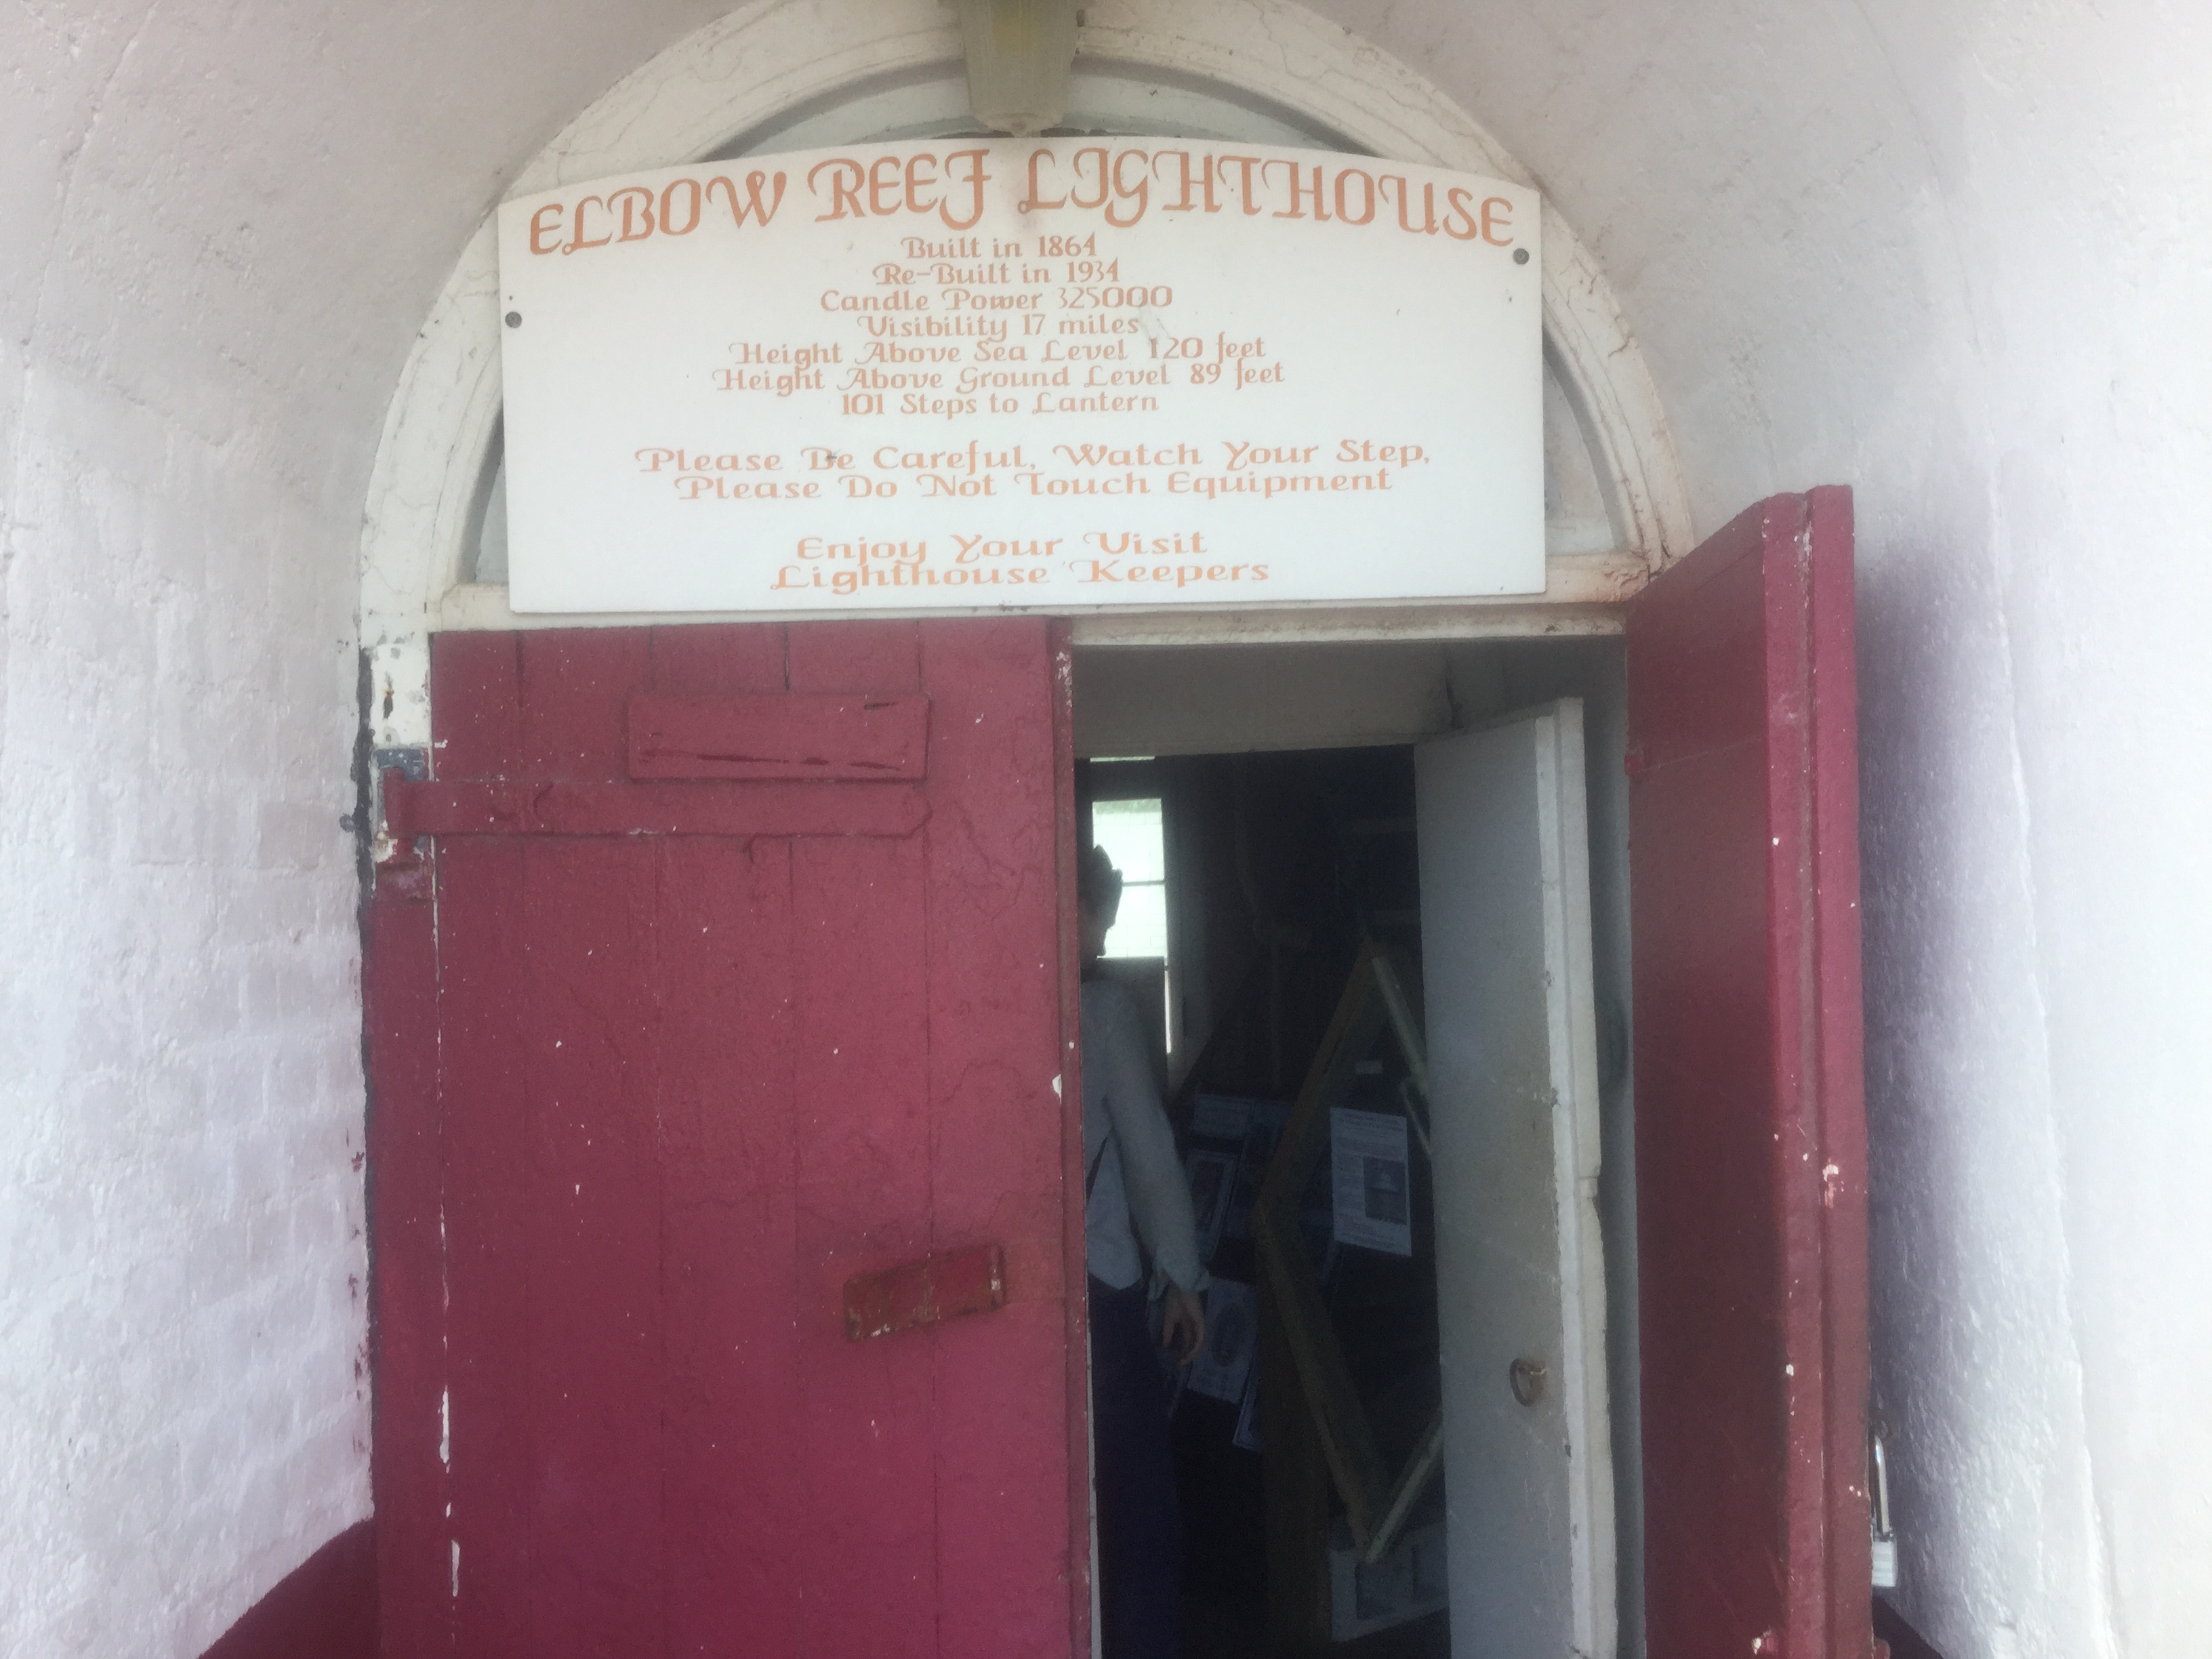 ELBOW REEF LIGHTHOUSE
Built in 1864
Re-Built in 1934
Candle Power 325000
Visibility 17 miles
Height Above Sea Level 120 feet
Height Above Ground Level 89 feet
101 Steps to Lantern
Please Be Careful, Watch Your Step,
Please Do Not Touch Equipment
Enjoy Your Visit
Lighthouse Keepers